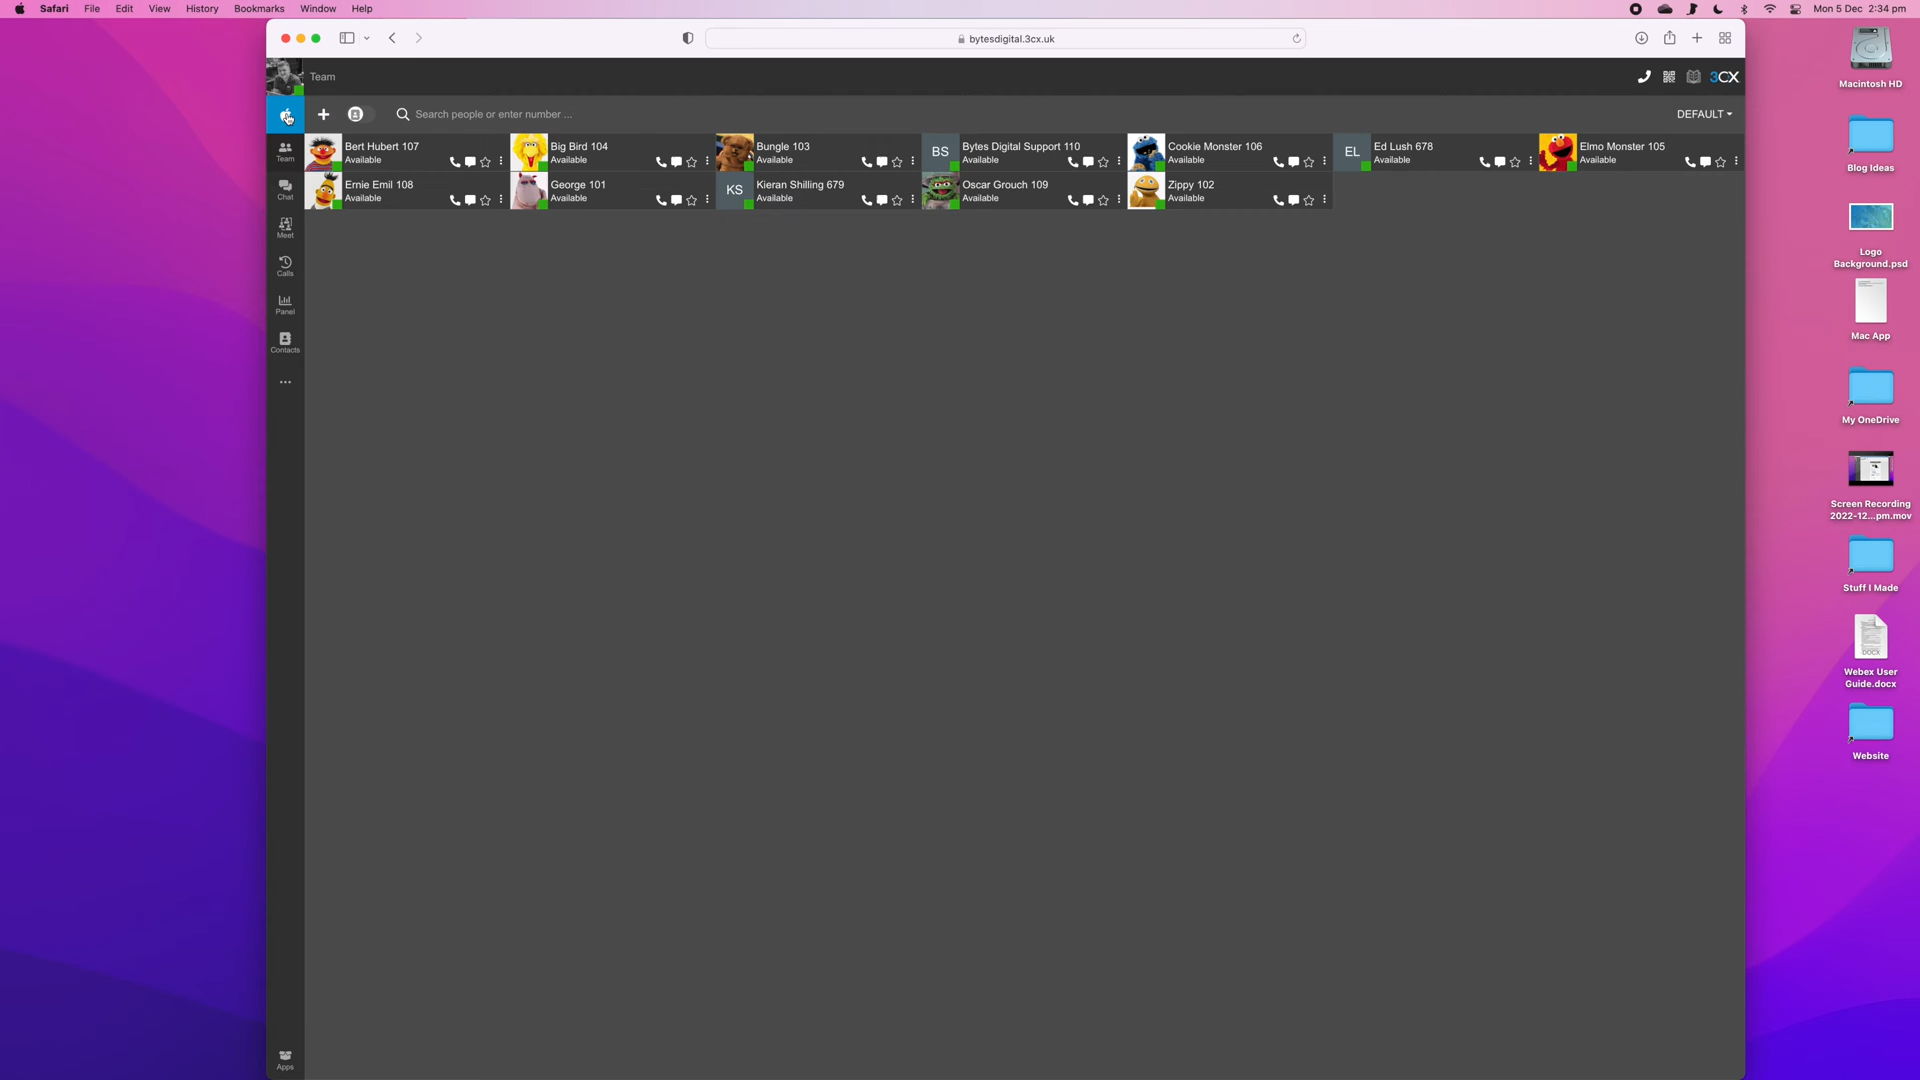 Safari File Edit View History Bookmarks Window Help Mon 5 Dec 2:34 pm
bytesdigital.3cx.uk
Team 3CX
Search people or enter number ... DEFAULT
Bert Hubert 107
Available
Big Bird 104
Available
Bungle 103
Available
BS
Bytes Digital Support 110
Available
Cookie Monster 106
Available
EL
Ed Lush 678
Available
Elmo Monster 105
Available
Ernie Emil 108
Available
George 101
Available
KS
Kieran Shilling 679
Available
Oscar Grouch 109
Available
Zippy 102
Available
Team
Chat
Meet
Calls
Panel
Contacts
Apps
Macintosh HD
Blog Ideas
Logo
Background.psd
Mac App
My OneDrive
Screen Recording
2022-12...pm.mov
Stuff I Made
DOCX
Webex User
Guide.docx
Website